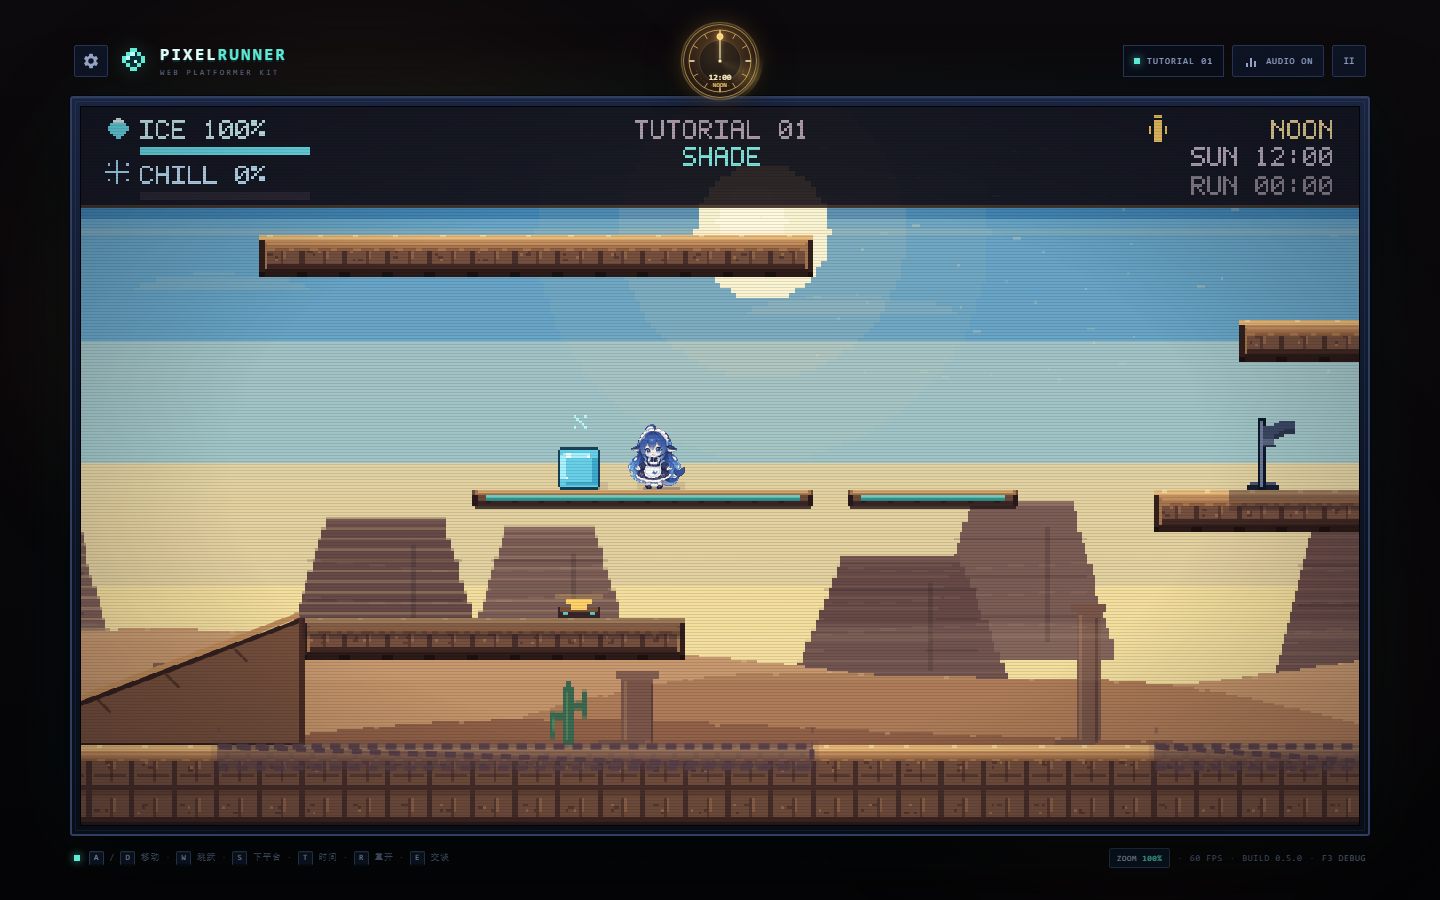 PIXELRUNNER
WEB PLATFORMER KIT
12:00
NOON
TUTORIAL 01
AUDIO ON
II
ICE 100%
CHILL 0%
TUTORIAL 01
SHADE
NOON
SUN 12:00
RUN 00:00
A / D 移动 · W 跳跃 · S 下平台 · T 时间 · R 重开 · E 交谈
ZOOM 100% · 60 FPS · BUILD 0.5.0 · F3 DEBUG